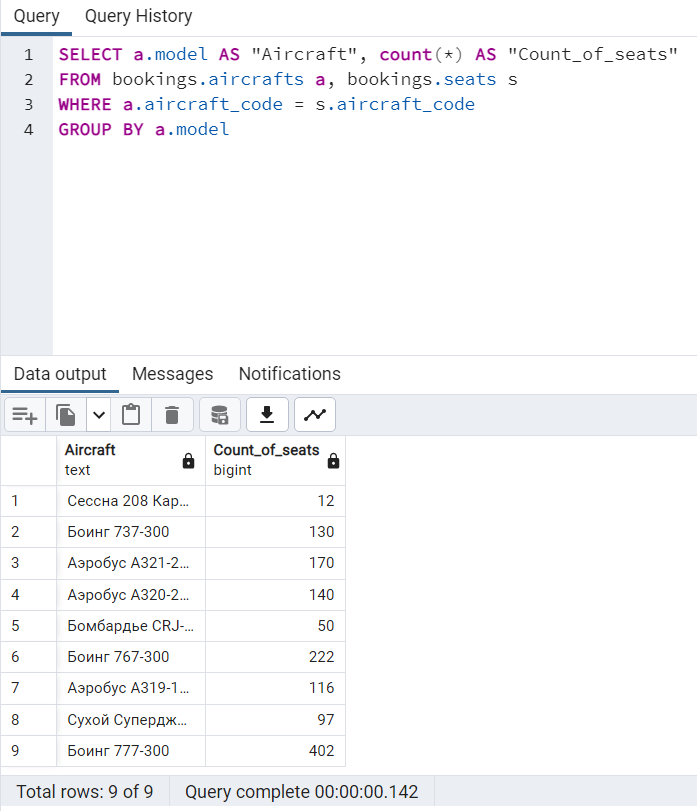 Query Query History
1 SELECT a.model AS "Aircraft", count(*) AS "Count_of_seats"
2 FROM bookings.aircrafts a, bookings.seats s
3 WHERE a.aircraft_code = s.aircraft_code
4 GROUP BY a.model
Data output Messages Notifications
Aircraft Count_of_seats
text bigint
1 Сессна 208 Кар... 12
2 Боинг 737-300 130
3 Аэробус A321-2... 170
4 Аэробус A320-2... 140
5 Бомбардье CRJ-... 50
6 Боинг 767-300 222
7 Аэробус A319-1... 116
8 Сухой Супердж... 97
9 Боинг 777-300 402
Total rows: 9 of 9 Query complete 00:00:00.142